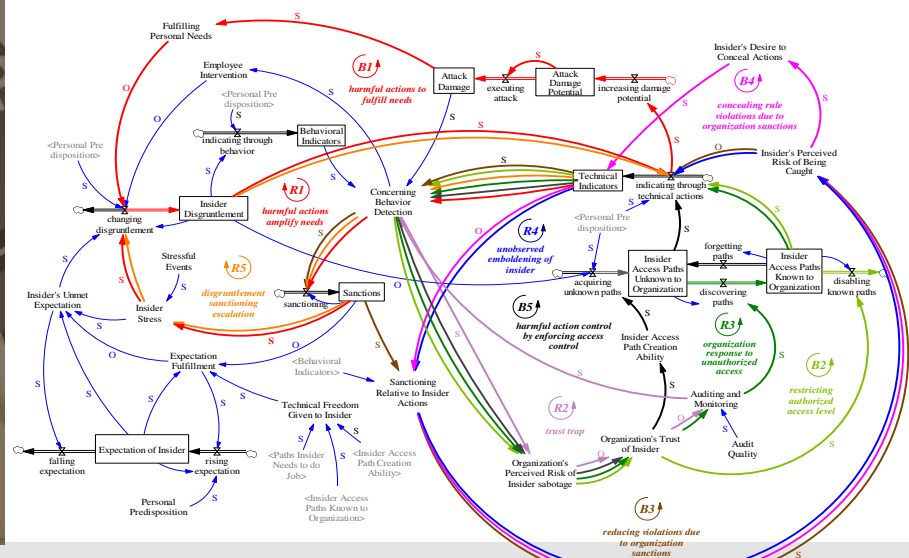 Fulfilling
Personal Needs
Insider's Desire to
Conceal Actions
Employee
Intervention
B1
harmful actions to
fulfill needs
Attack
Damage
executing
attack
Attack
Damage
Potential
increasing damage
potential
B4
concealing rule
violations due to
organization sanctions
<Personal Pre
disposition>
indicating through
behavior
Behavioral
Indicators
<Personal Pre
disposition>
Insider's Perceived
Risk of Being
Caught
Technical
Indicators
indicating through
technical actions
R1
harmful actions
amplify needs
Concerning
Behavior
Detection
Insider
Disgruntlement
changing
disgruntlement
<Personal Pre
disposition>
R4
unobserved
emboldening of
insider
Stressful
Events
R5
disgruntlement
sanctioning
escalation
acquiring
unknown paths
Insider
Access Paths
Unknown to
Organization
forgetting
paths
discovering
paths
Insider
Access Paths
Known to
Organization
disabling
known paths
Insider's Unmet
Expectation
Insider
Stress
sanctioning
Sanctions
B5
harmful action control
by enforcing access
control
R3
organization
response to
unauthorized
access
Insider Access
Path Creation
Ability
Expectation
Fulfillment
<Behavioral
Indicators>
Sanctioning
Relative to Insider
Actions
B2
restricting
authorized
access level
Technical Freedom
Given to Insider
R2
trust trap
Auditing and
Monitoring
Audit
Quality
Expectation of Insider
falling
expectation
rising
expectation
<Paths Insider
Needs to do
Job>
<Insider Access
Path Creation
Ability>
Organization's
Perceived Risk of
Insider sabotage
Organization's Trust
of Insider
Personal
Predisposition
<Insider Access
Paths Known to
Organization>
B3
reducing violations due
to organization
sanctions